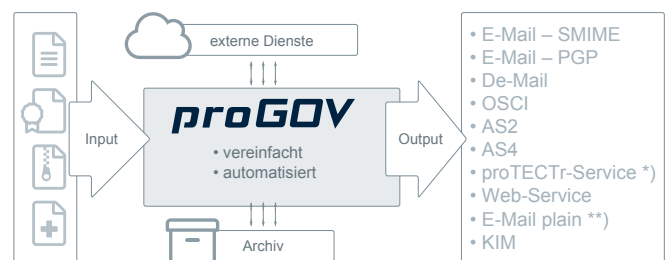 externe Dienste
Input
proGOV
• vereinfacht
• automatisiert
Output
Archiv
• E-Mail – SMIME
• E-Mail – PGP
• De-Mail
• OSCI
• AS2
• AS4
• proTECTr-Service *)
• Web-Service
• E-Mail plain **)
• KIM